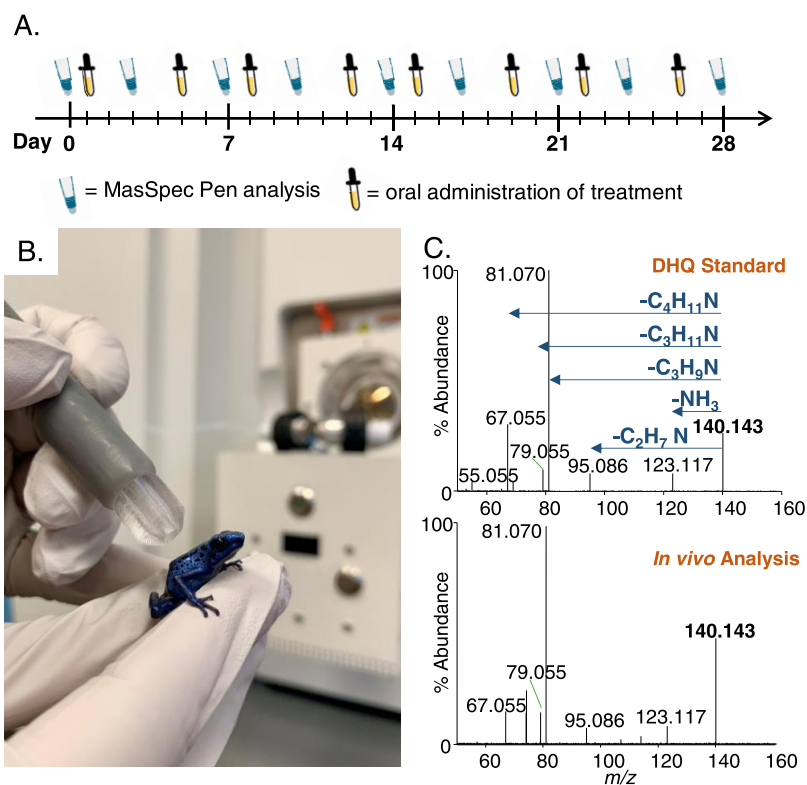 A.
Day 0 7 14 21 28
= MasSpec Pen analysis = oral administration of treatment
B.
C.
DHQ Standard
100
81.070
-C4H11N
-C3H11N
-C3H9N
-NH3
% Abundance
67.055
140.143
-C2H7 N
79.055
55.055
95.086
123.117
0
60 80 100 120 140 160
100
81.070
In vivo Analysis
140.143
% Abundance
79.055
67.055
95.086
123.117
0
60 80 100 120 140 160
m/z